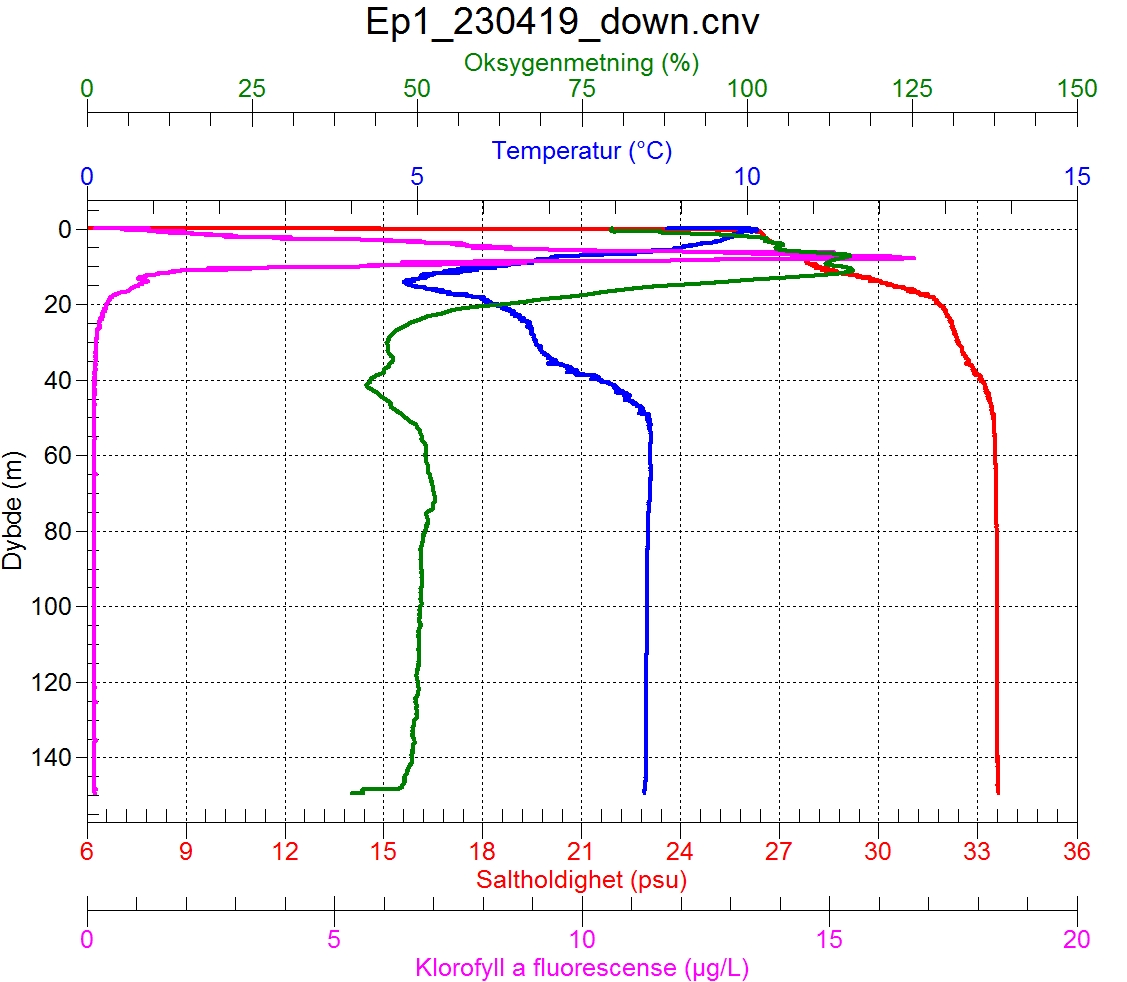 Ep1_230419_down.cnv
Oksygenmetning (%)
0 25 50 75 100 125 150
Temperatur (°C)
0 5 10 15
Dybde (m)
0
20
40
60
80
100
120
140
6 9 12 15 18 21 24 27 30 33 36
Saltholdighet (psu)
0 5 10 15 20
Klorofyll a fluorescense (µg/L)